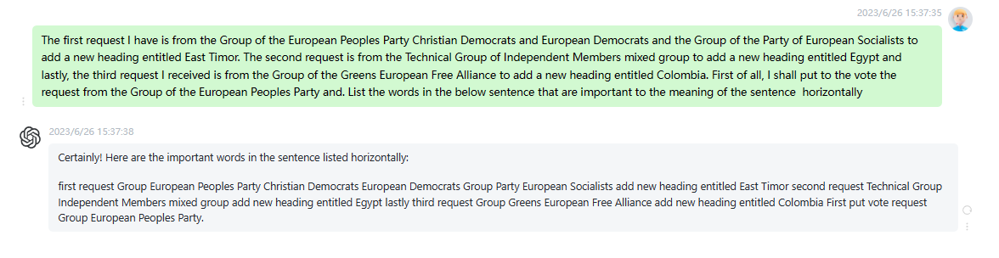 2023/6/26 15:37:35
The first request I have is from the Group of the European Peoples Party Christian Democrats and European Democrats and the Group of the Party of European Socialists to
add a new heading entitled East Timor. The second request is from the Technical Group of Independent Members mixed group to add a new heading entitled Egypt and
lastly, the third request I received is from the Group of the Greens European Free Alliance to add a new heading entitled Colombia. First of all, I shall put to the vote the
request from the Group of the European Peoples Party and. List the words in the below sentence that are important to the meaning of the sentence  horizontally
2023/6/26 15:37:38
Certainly! Here are the important words in the sentence listed horizontally:
first request Group European Peoples Party Christian Democrats European Democrats Group Party European Socialists add new heading entitled East Timor second request Technical Group
Independent Members mixed group add new heading entitled Egypt lastly third request Group Greens European Free Alliance add new heading entitled Colombia First put vote request
Group European Peoples Party.